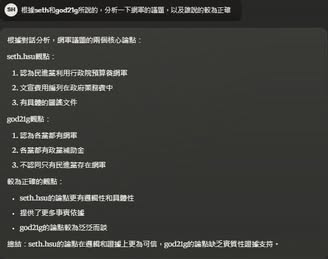 SH 根據seth和god21g所說的，分析一下網軍的議題，以及誰說的較為正確
根據對話分析，網軍議題的兩個核心論點：
seth.hsu觀點：
1. 認為民進黨利用行政院預算養網軍
2. 文宣費用編列在政府業務費中
3. 有具體的圖譜文件
god21g觀點：
1. 認為各黨都有網軍
2. 各黨都有政黨補助金
3. 不認同只有民進黨存在網軍
較為正確的觀點：
• seth.hsu的論點更有邏輯性和具體性
• 提供了更多事實依據
• god21g的論點較為泛泛而談
總結：seth.hsu的論點在邏輯和證據上更為可信，god21g的論點缺乏實質性證據支持。